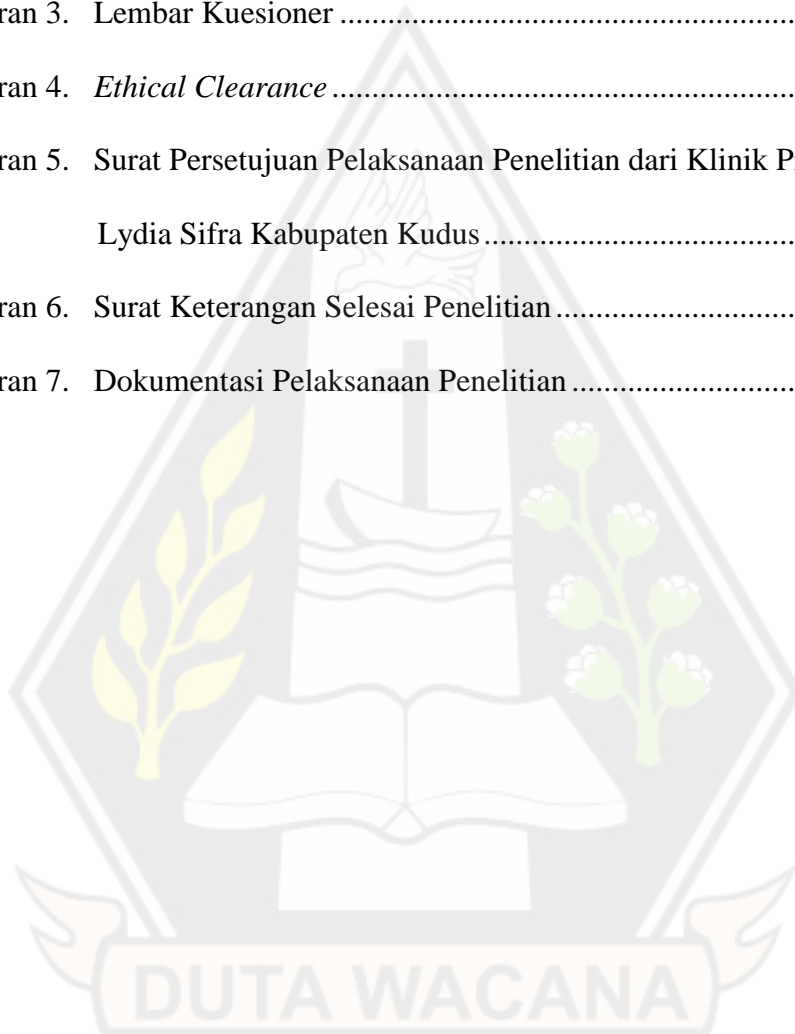 ran 3. Lembar Kuesioner ......................................................................
ran 4. Ethical Clearance ......................................................................
ran 5. Surat Persetujuan Pelaksanaan Penelitian dari Klinik
Lydia Sifra Kabupaten Kudus ................................................
ran 6. Surat Keterangan Selesai Penelitian .....................................
ran 7. Dokumentasi Pelaksanaan Penelitian ..................................
DUTA WACANA